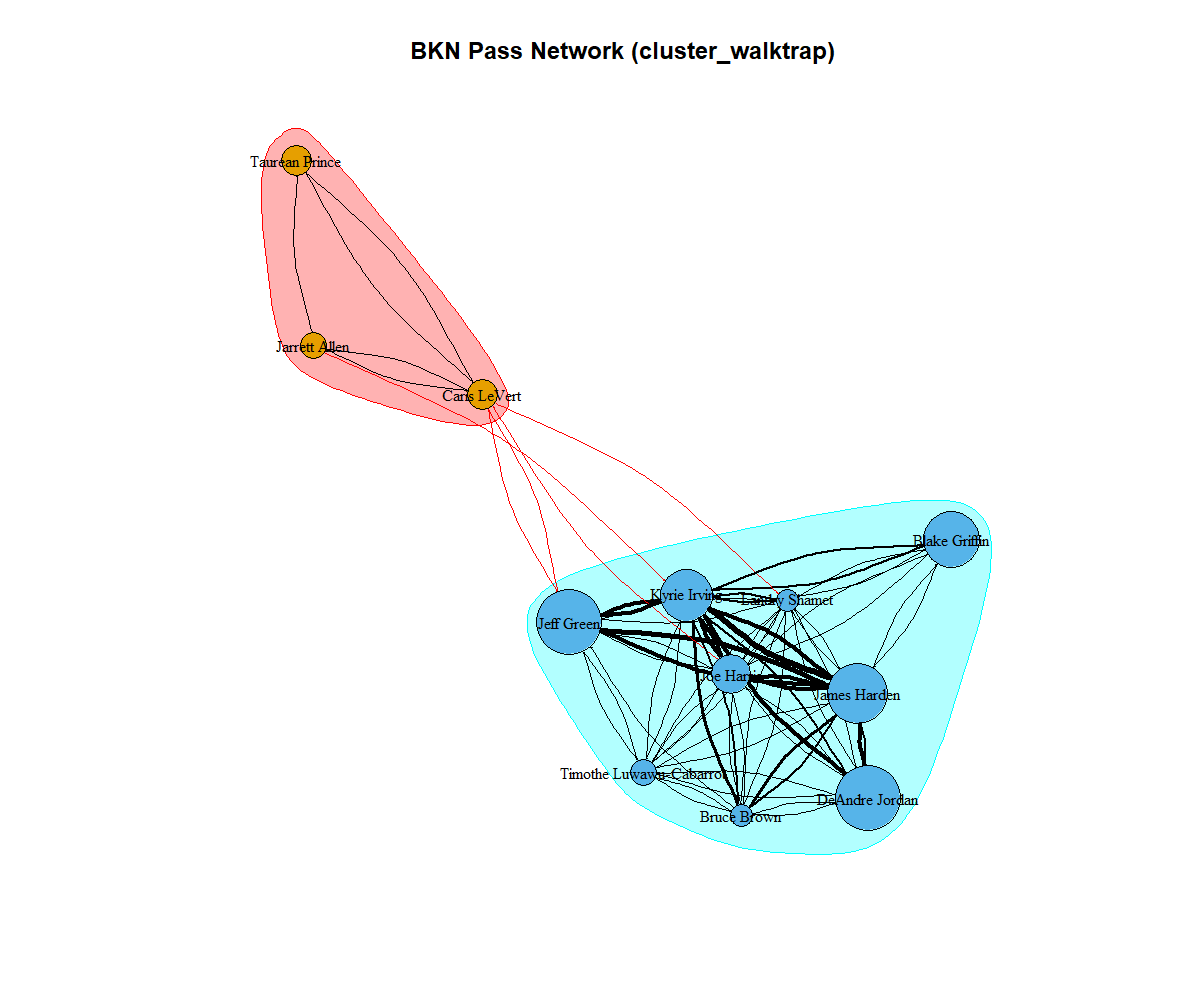 BKN Pass Network (cluster_walktrap)
Taurean Prince
Jarrett Allen
Caris LeVert
Blake Griffin
Kyrie Irving
Landry Shamet
Jeff Green
Joe Harris
James Harden
Timothe Luwawu-Cabarrot
DeAndre Jordan
Bruce Brown